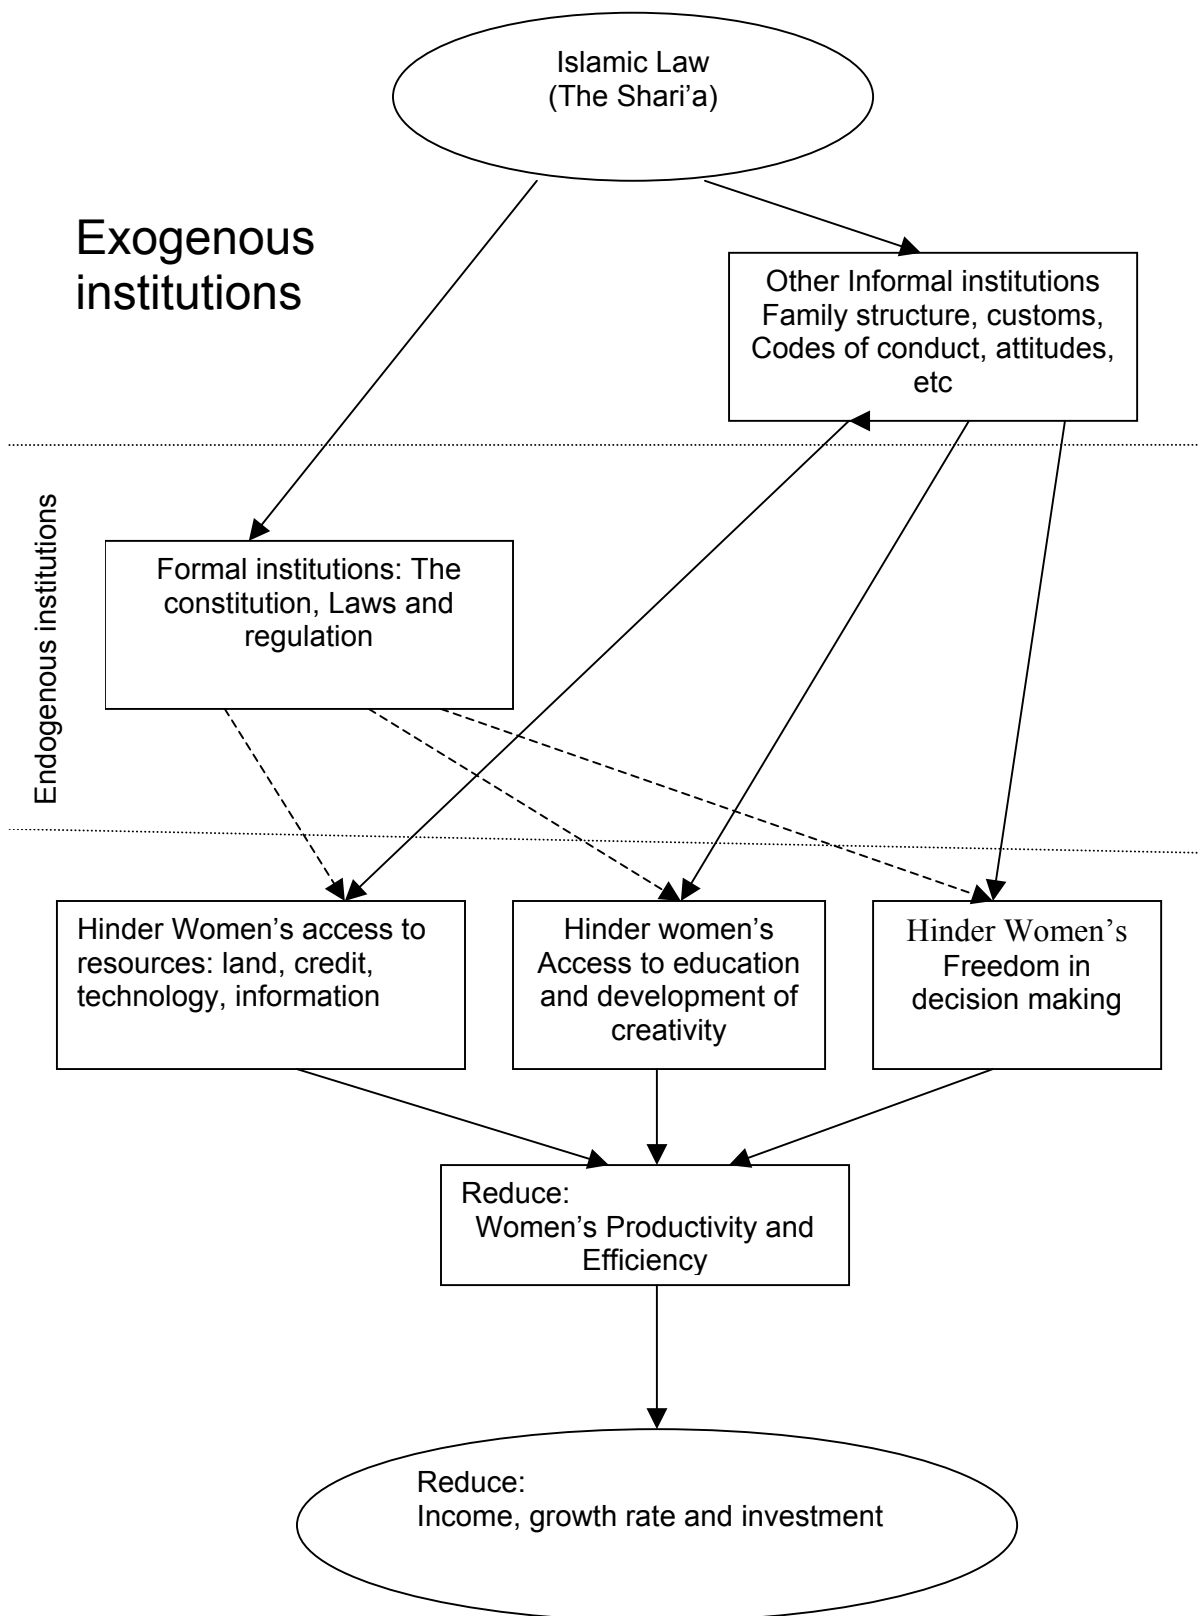 Islamic Law
(The Shari’a)
Exogenous
institutions
Other Informal institutions
Family structure, customs,
Codes of conduct, attitudes,
etc
Endogenous institutions
Formal institutions: The
constitution, Laws and
regulation
Hinder Women’s access to
resources: land, credit,
technology, information
Hinder women’s
Access to education
and development of
creativity
Hinder Women’s
Freedom in
decision making
Reduce:
Women’s Productivity and
Efficiency
Reduce:
Income, growth rate and investment